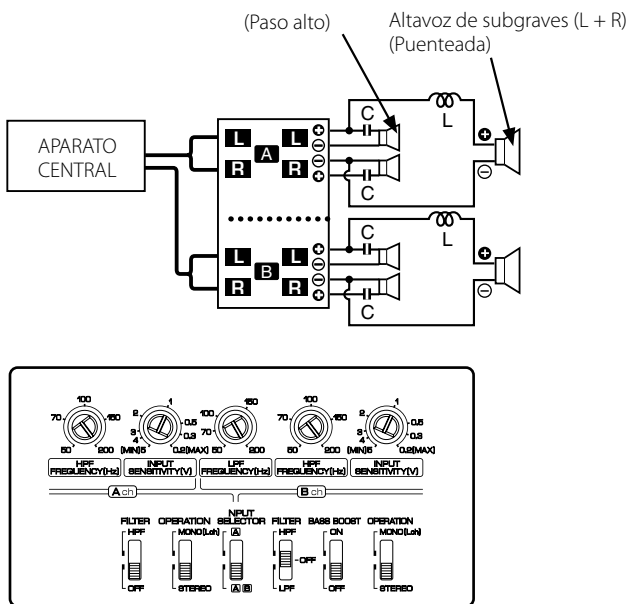 (Paso alto)
Altavoz de subgraves (L + R)
(Puenteada)
APARATO
CENTRAL
L L
A
R R
C
C
L
L L
B
R R
C
C
L
100 1 150 100 1
70 150 2 0.5 100 70 150 2 0.5
3 0.3 70 3 0.3
4 4
50 200 [MIN]5 0.2[MAX] 50 200 50 200 [MIN]5 0.2[MAX]
HPF FREQUENCY(Hz)
INPUT SENSITIVITY(V)
LPF FREQUENCY(Hz)
HPF FREQUENCY(Hz)
INPUT SENSITIVITY(V)
A ch
B ch
FILTER OPERATION INPUT SELECTOR FILTER BASS BOOST OPERATION
HPF MONO(Lch) A HPF ON MONO(Lch)
OFF
OFF STEREO A B LPF OFF STEREO